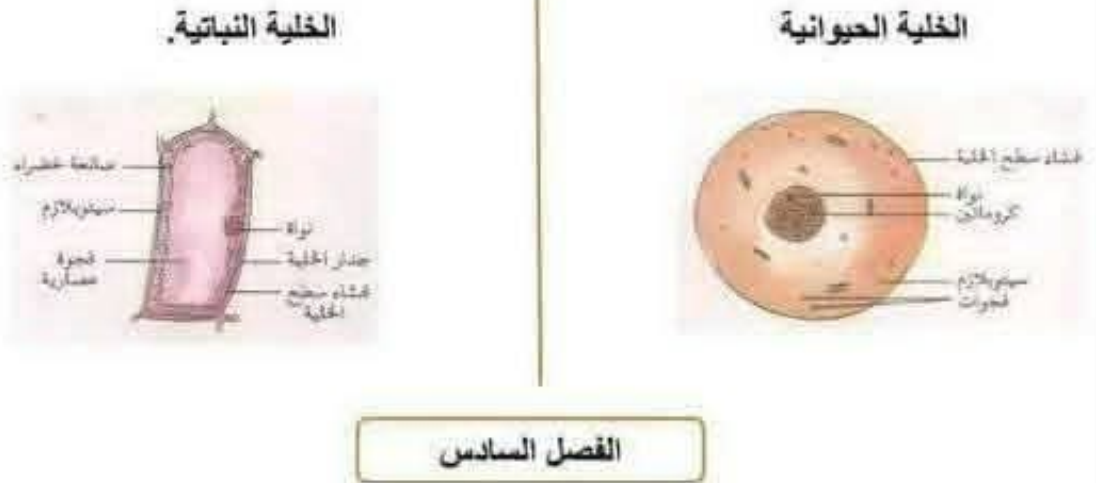 الخلية الحيوانية
غشاء سطح الخلية
نواة
كروماتين
سيتوبلازم
فجوات
الخلية النباتية.
صانعة خضراء
سيتوبلازم
فجوة
عصارية
نواة
جدار الخلية
غشاء سطح
الخلية
الفصل السادس